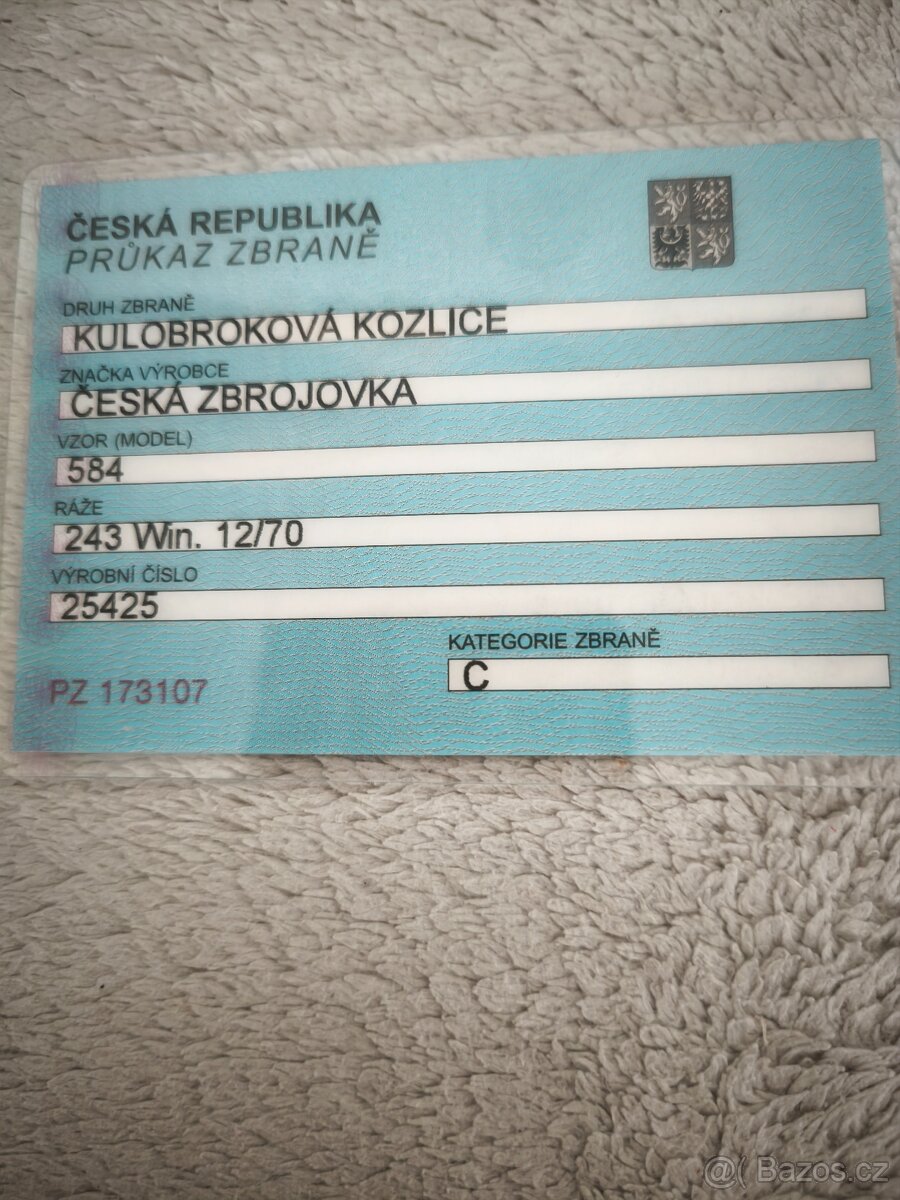 ČESKÁ REPUBLIKA
PRŮKAZ ZBRANĚ
DRUH ZBRANĚ
KULOBROKOVÁ KOZLICE
ZNAČKA VÝROBCE
ČESKÁ ZBROJOVKA
VZOR (MODEL)
584
RÁŽE
243 Win. 12/70
VÝROBNÍ ČÍSLO
25425
KATEGORIE ZBRANĚ
C
PZ 173107
@( Bazos.cz